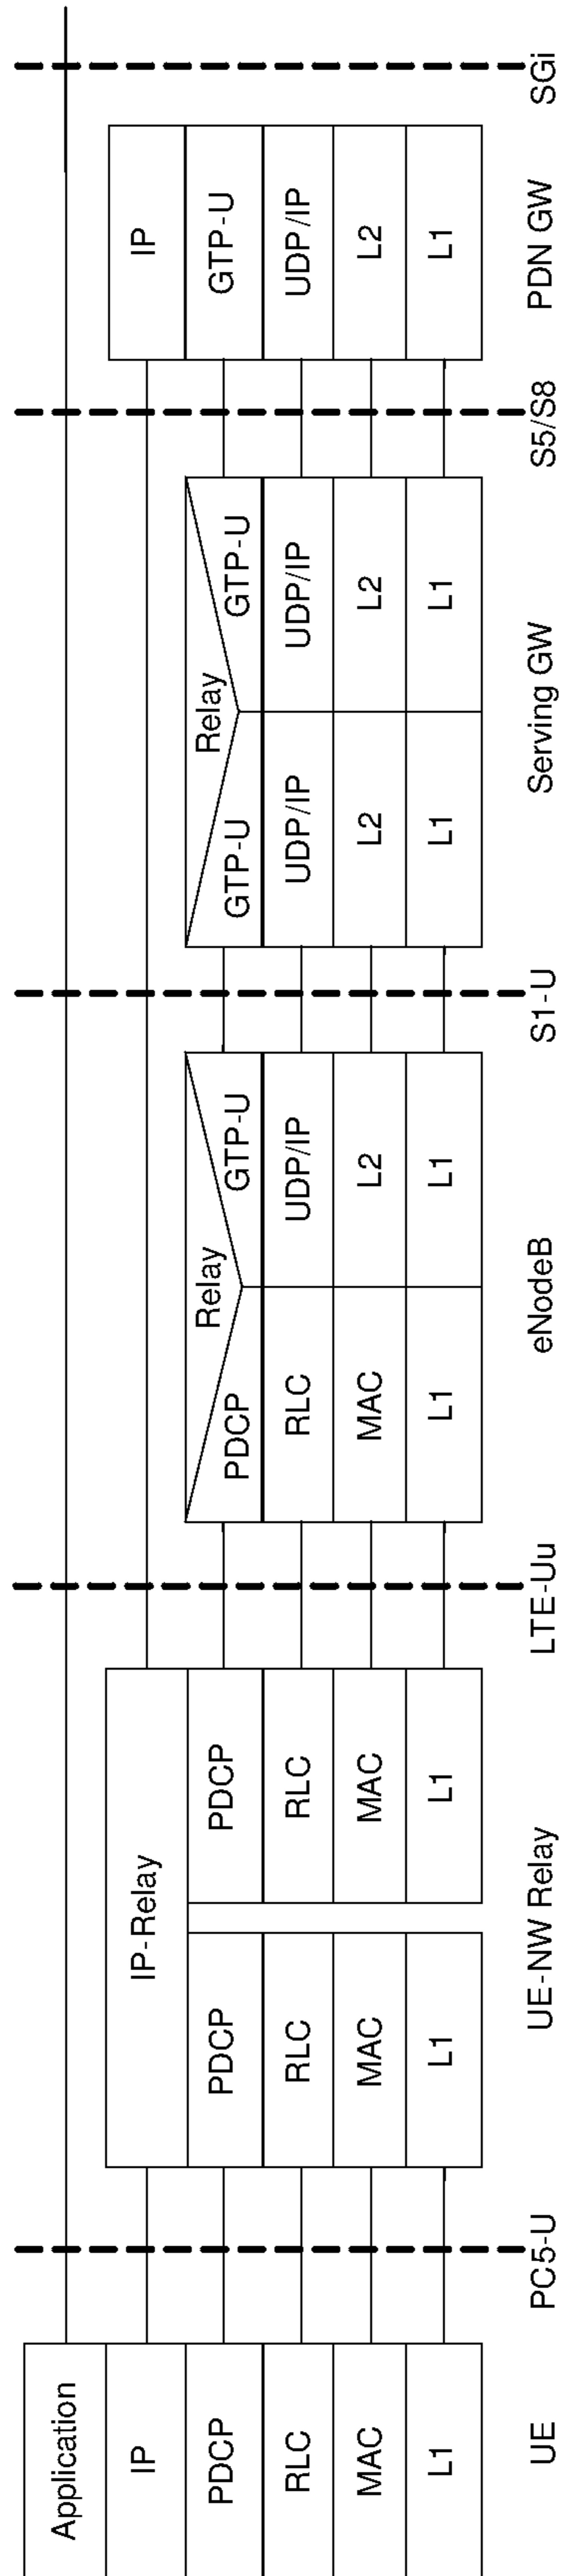 Application
IP
PDCP
RLC
MAC
L1
UE
PC5-U
IP-Relay
PDCP
RLC
MAC
L1
PDCP
RLC
MAC
L1
UE-NW Relay
LTE-Uu
Relay
PDCP
RLC
MAC
L1
GTP-U
UDP/IP
L2
L1
eNodeB
S1-U
Relay
GTP-U
UDP/IP
L2
L1
GTP-U
UDP/IP
L2
L1
Serving GW
S5/S8
IP
GTP-U
UDP/IP
L2
L1
PDN GW
SGi